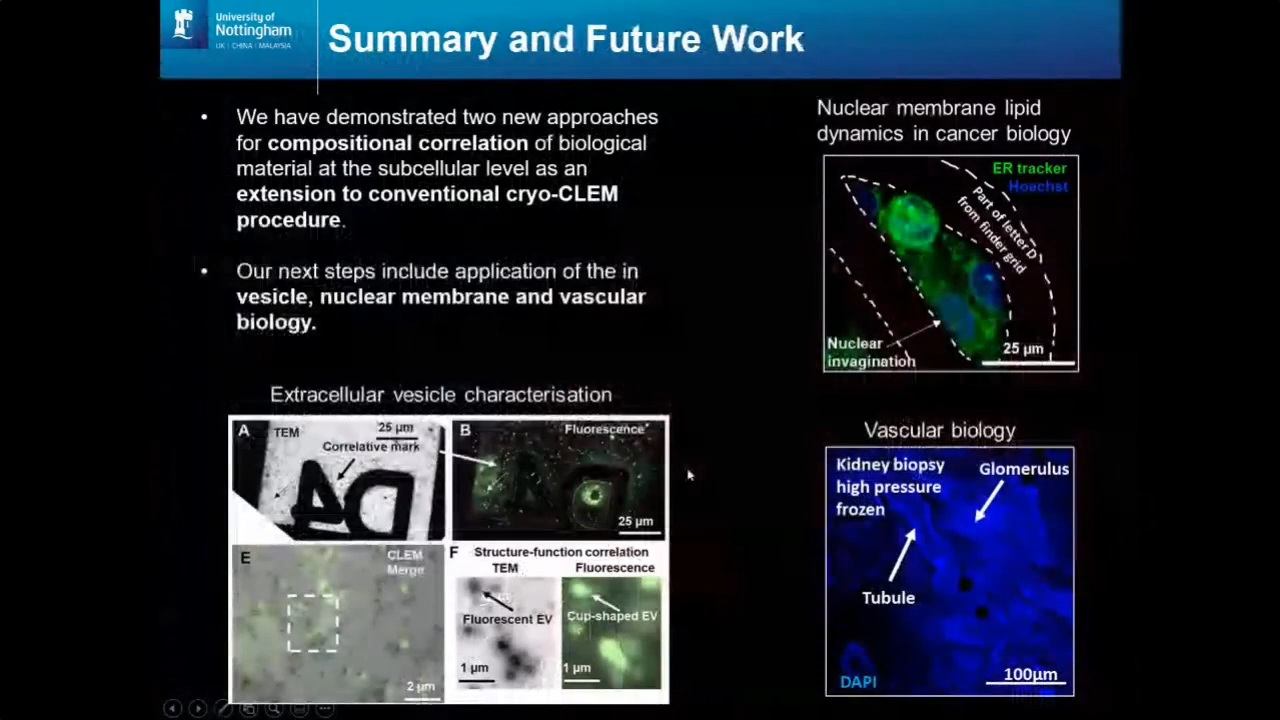 University of
Nottingham
UK | CHINA | MALAYSIA
Summary and Future Work
• We have demonstrated two new approaches
for compositional correlation of biological
material at the subcellular level as an
extension to conventional cryo-CLEM
procedure.
• Our next steps include application of the in
vesicle, nuclear membrane and vascular
biology.
Extracellular vesicle characterisation
A
TEM
25 µm
Correlative mark
D4
B
Fluorescence
25 µm
E
CLEM
Merge
2 µm
F
Structure-function correlation
TEM
Fluorescence
Fluorescent EV
Cup-shaped EV
1 µm
1 µm
Nuclear membrane lipid
dynamics in cancer biology
ER tracker
Hoechst
Part of letter D
from finder grid
Nuclear
invagination
25 µm
Vascular biology
Kidney biopsy
high pressure
frozen
Glomerulus
Tubule
DAPI
100µm